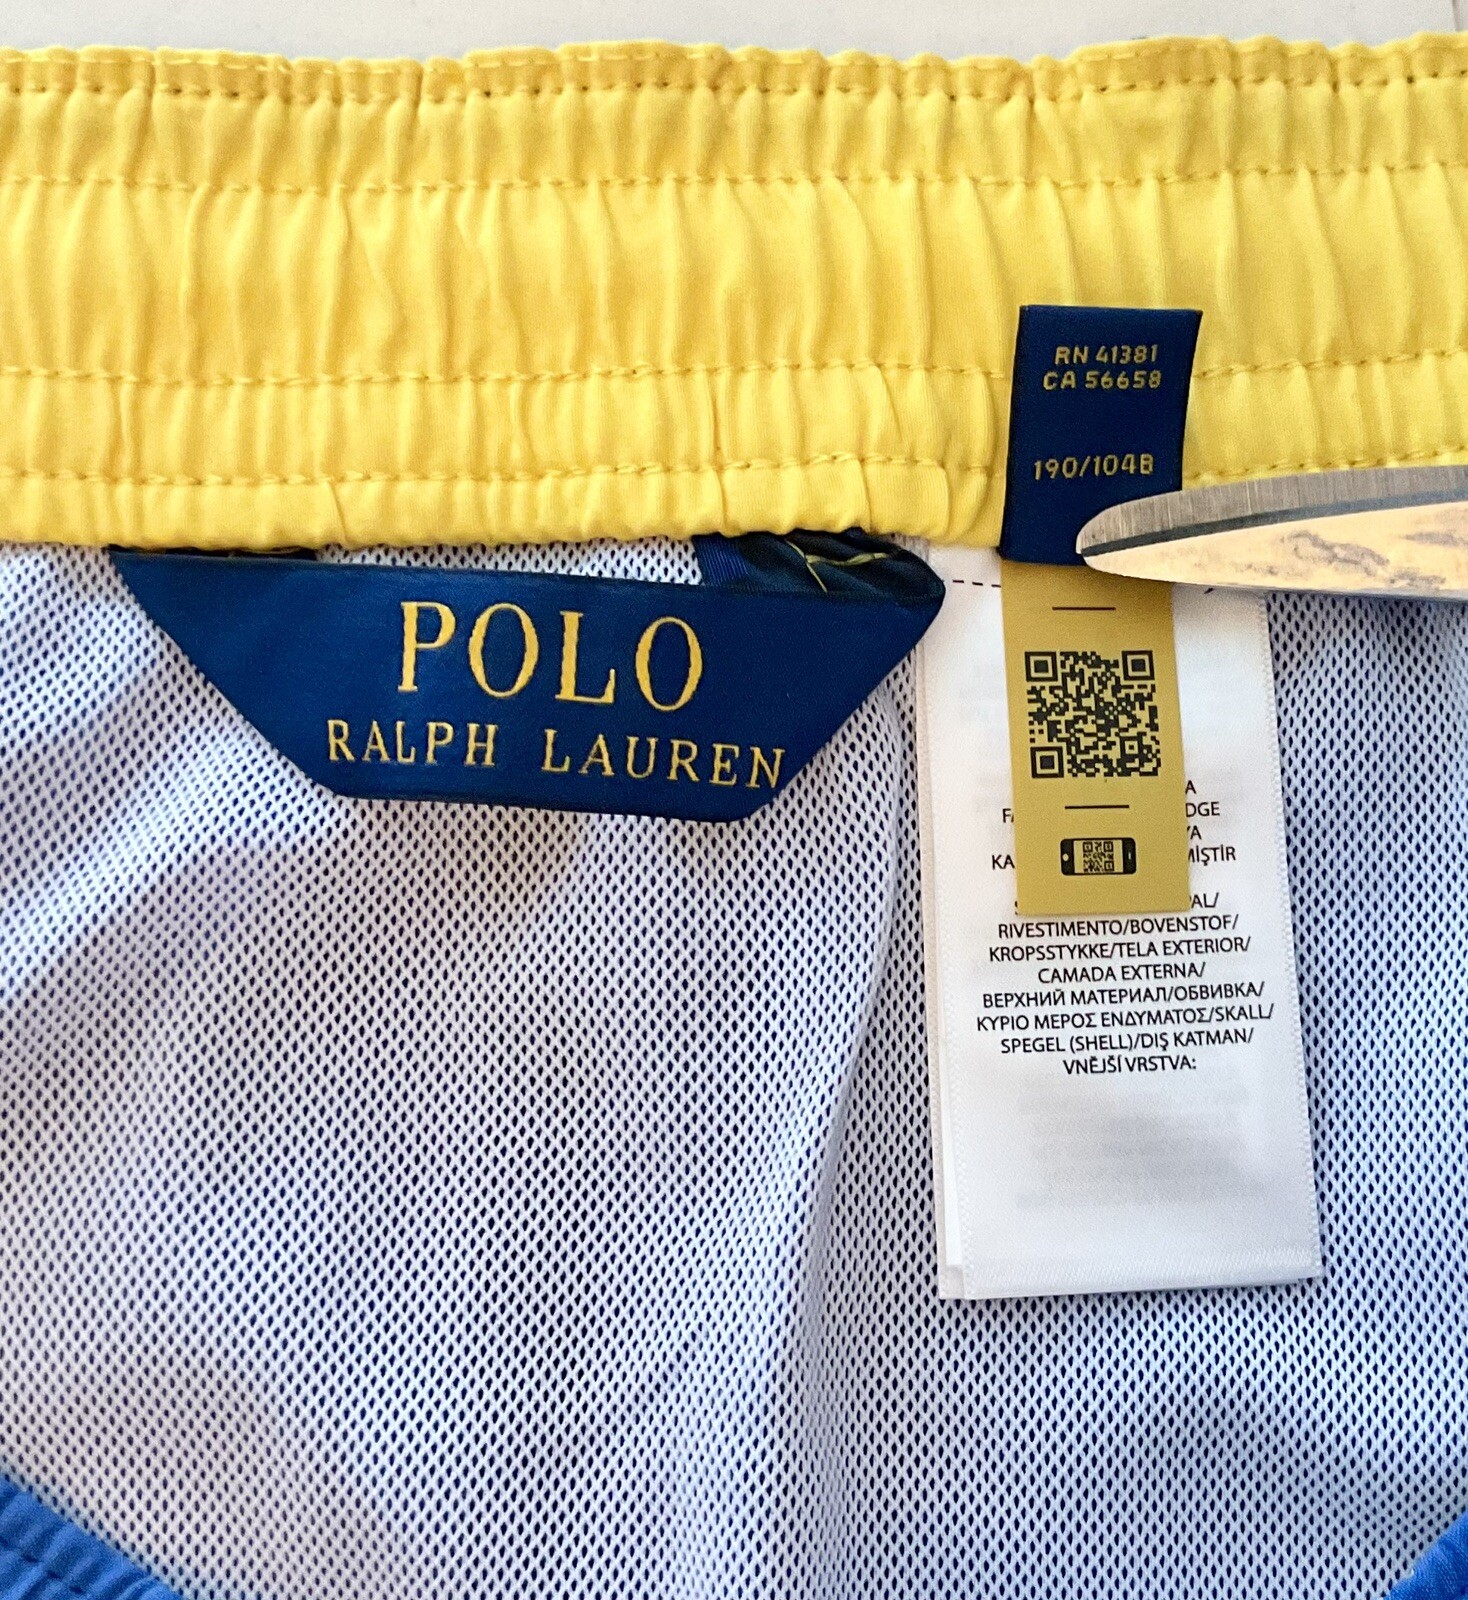 POLO
RALPH LAUREN
RN 41381
CA 56658
190/104B
RIVESTIMENTO/BOVENSTOF/
KROPSSTYKKE/TELA EXTERIOR/
CAMADA EXTERNA/
ВЕРХНИЙ МАТЕРИАЛ/ОБВИВКА/
ΚΥΡΙΟ ΜΕΡΟΣ ΕΝΔΥΜΑΤΟΣ/SKALL/
SPEGEL (SHELL)/DIŞ KATMAN/
VNĚJŠÍ VRSTVA: